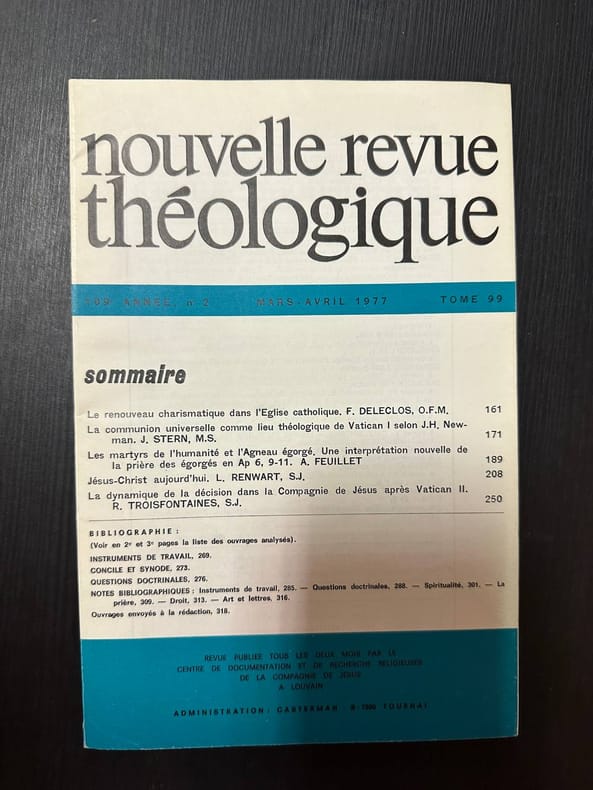 nouvelle revue
théologique
109e ANNÉE, n° 2 MARS-AVRIL 1977 TOME 99
sommaire
Le renouveau charismatique dans l'Eglise catholique. F. DELECLOS, O.F.M. 161
La communion universelle comme lieu théologique de Vatican I selon J.H. New-
man. J. STERN, M.S. 171
Les martyrs de l'humanité et l'Agneau égorgé. Une interprétation nouvelle de
la prière des égorgés en Ap 6, 9-11. A. FEUILLET 189
Jésus-Christ aujourd'hui. L. RENWART, S.J. 208
La dynamique de la décision dans la Compagnie de Jésus après Vatican II.
R. TROISFONTAINES, S.J. 250
BIBLIOGRAPHIE :
(Voir en 2e et 3e pages la liste des ouvrages analysés).
INSTRUMENTS DE TRAVAIL, 269.
CONCILE ET SYNODE, 273.
QUESTIONS DOCTRINALES, 276.
NOTES BIBLIOGRAPHIQUES : Instruments de travail, 285. — Questions doctrinales, 288. — Spiritualité, 301. — La
prière, 309. — Droit, 313. — Art et lettres, 316.
Ouvrages envoyés à la rédaction, 318.
REVUE PUBLIEE TOUS LES DEUX MOIS PAR LE
CENTRE DE DOCUMENTATION ET DE RECHERCHE RELIGIEUSES
DE LA COMPAGNIE DE JÉSUS
A LOUVAIN
ADMINISTRATION: CASTERMAN B-7500 TOURNAI